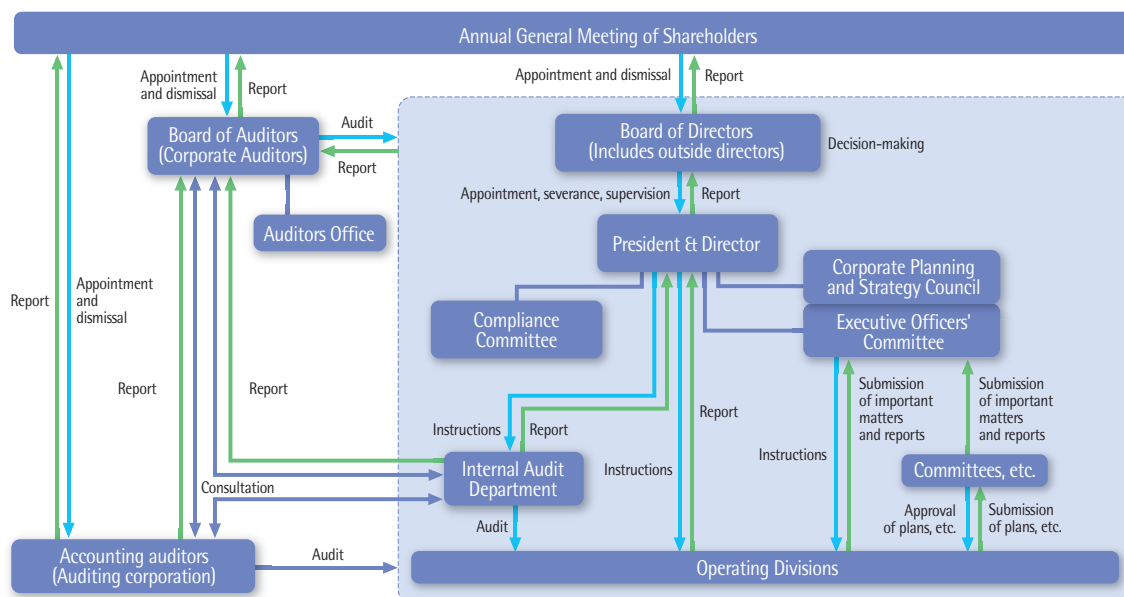 Annual General Meeting of Shareholders
Appointment
and dismissal
Report
Appointment and dismissal
Report
Board of Auditors
(Corporate Auditors)
Audit
Report
Board of Directors
(Includes outside directors)
Decision-making
Appointment, severance, supervision
Report
Auditors Office
President & Director
Corporate Planning
and Strategy Council
Report
Appointment
and
dismissal
Compliance
Committee
Executive Officers'
Committee
Report
Report
Instructions
Report
Report
Instructions
Instructions
Submission
of important
matters
and reports
Submission
of important
matters
and reports
Internal Audit
Department
Committees, etc.
Consultation
Audit
Approval
of plans, etc.
Submission
of plans, etc.
Accounting auditors
(Auditing corporation)
Audit
Operating Divisions